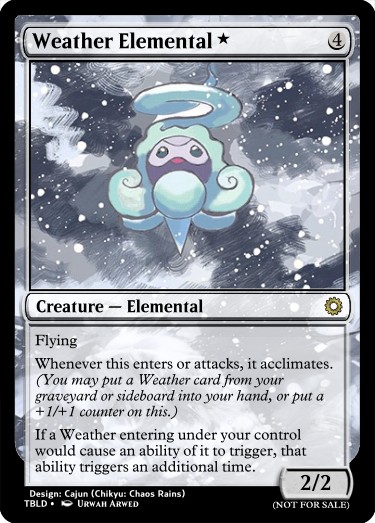 Weather Elemental ★ 4
Creature — Elemental
Flying
Whenever this enters or attacks, it acclimates.
(You may put a Weather card from your
graveyard or sideboard into your hand, or put a
+1/+1 counter on this.)
If a Weather entering under your control
would cause an ability of it to trigger, that
ability triggers an additional time.
2/2
Design: Cajun (Chikyu: Chaos Rains)
TBLD • Urwah Arwed
(NOT FOR SALE)